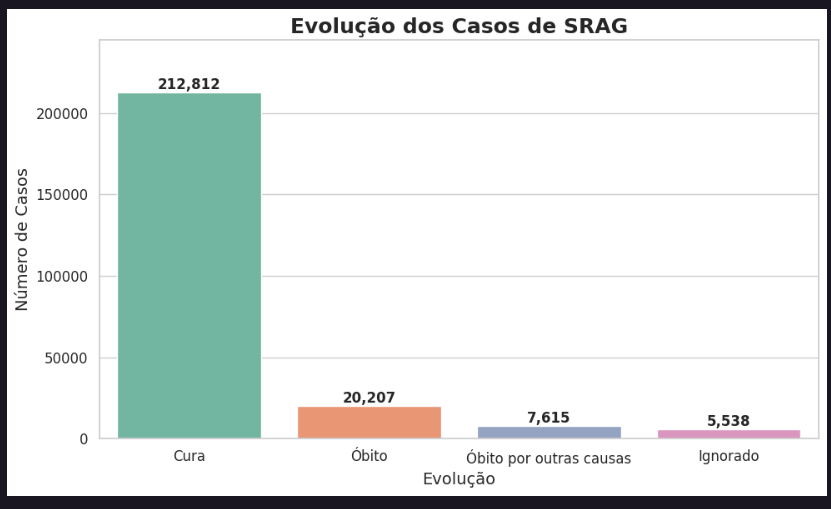 Evolução dos Casos de SRAG
Número de Casos
200000
150000
100000
50000
0
212,812
20,207
7,615
5,538
Cura
Óbito
Óbito por outras causas
Ignorado
Evolução